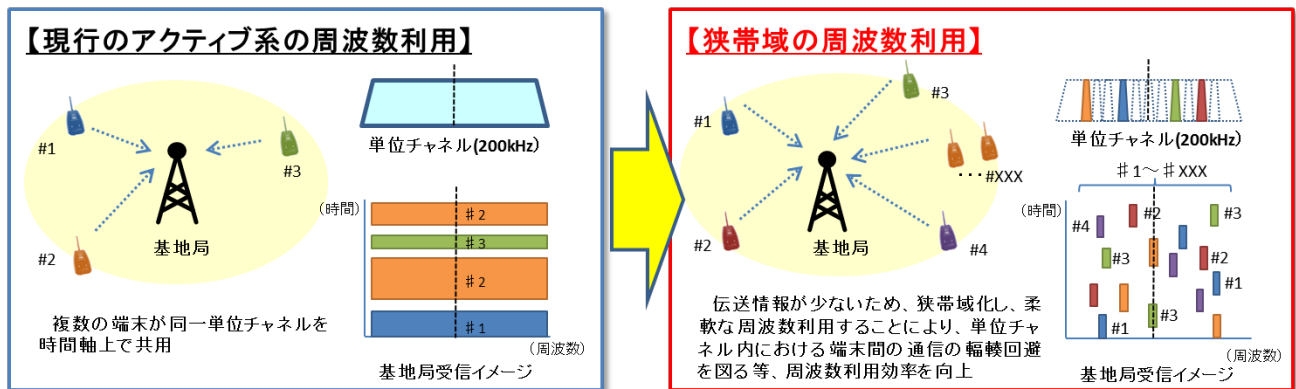 【現行のアクティブ系の周波数利用】
#1
#3
#2
基地局
単位チャネル(200kHz)
(時間)
♯2
♯3
♯2
♯1
(周波数)
基地局受信イメージ
複数の端末が同一単位チャネルを
時間軸上で共用
【狭帯域の周波数利用】
#3
#1
・・・#XXX
#2
#4
基地局
単位チャネル(200kHz)
♯1～♯XXX
(時間)
#4
#2
#3
#3
#2
#1
#3
#1
(周波数)
基地局受信イメージ
伝送情報が少ないため、狭帯域化し、柔
軟な周波数利用することにより、単位チャ
ネル内における端末間の通信の輻輳回避
を図る等、周波数利用効率を向上